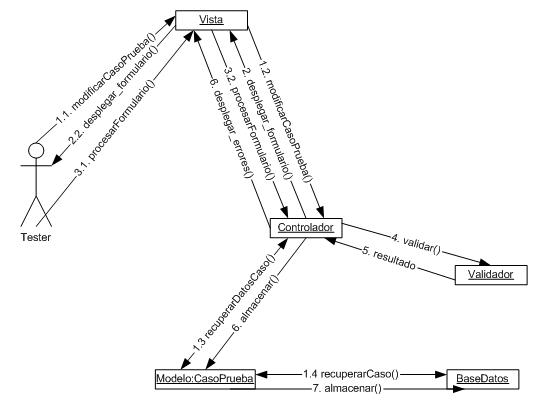 Vista
1.1. modificarCasoPrueba()
2.2. desplegar_formulario()
3.1. procesarFormulario()
6. desplegar_errores()
3.2. procesarFormulario()
2. desplegar_formulario()
1.2. modificarCasoPrueba()
Tester
Controlador
4. validar()
5. resultado
Validador
1.3 recuperarDatosCaso()
6. almacenar()
Modelo:CasoPrueba
1.4 recuperarCaso()
BaseDatos
7. almacenar()